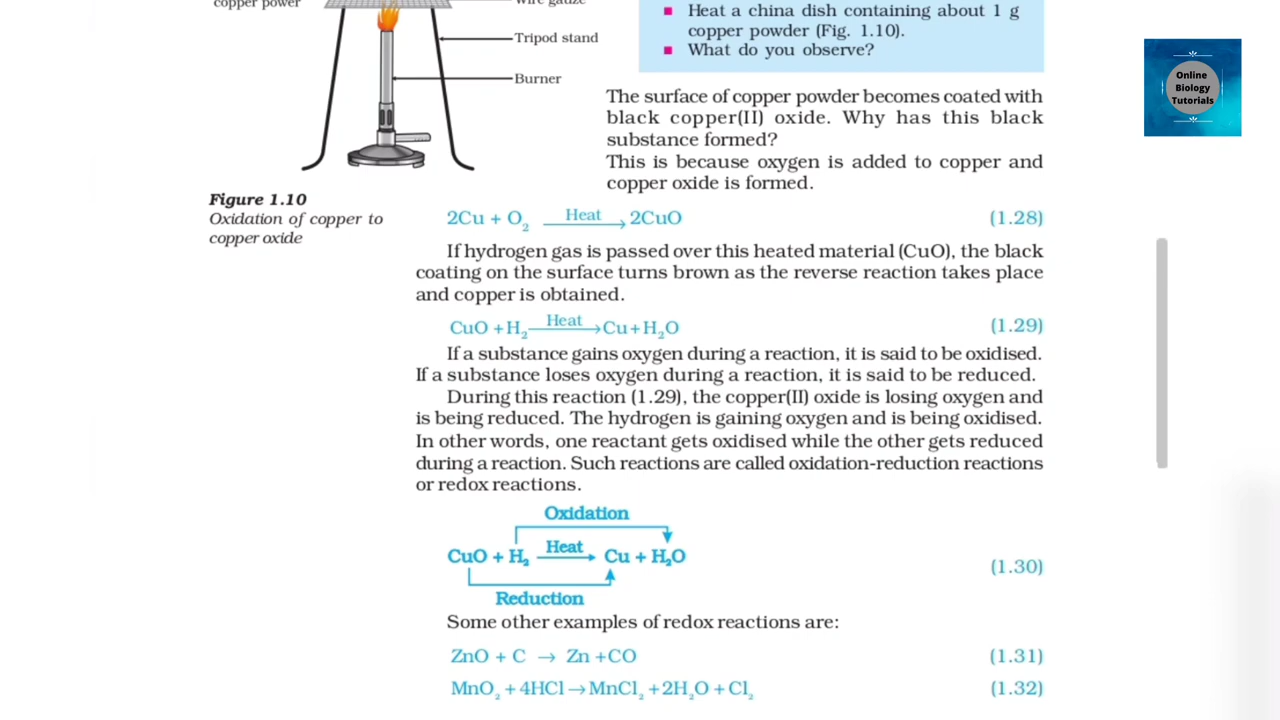 copper power
Wire gauze
Tripod stand
Burner
Figure 1.10
Oxidation of copper to
copper oxide
■ Heat a china dish containing about 1 g
copper powder (Fig. 1.10).
■ What do you observe?
Online
Biology
Tutorials
The surface of copper powder becomes coated with
black copper(II) oxide. Why has this black
substance formed?
This is because oxygen is added to copper and
copper oxide is formed.
2Cu + O₂ Heat → 2CuO (1.28)
If hydrogen gas is passed over this heated material (CuO), the black
coating on the surface turns brown as the reverse reaction takes place
and copper is obtained.
CuO + H₂ Heat → Cu + H₂O (1.29)
If a substance gains oxygen during a reaction, it is said to be oxidised.
If a substance loses oxygen during a reaction, it is said to be reduced.
During this reaction (1.29), the copper(II) oxide is losing oxygen and
is being reduced. The hydrogen is gaining oxygen and is being oxidised.
In other words, one reactant gets oxidised while the other gets reduced
during a reaction. Such reactions are called oxidation-reduction reactions
or redox reactions.
Oxidation
CuO + H₂ Heat → Cu + H₂O (1.30)
Reduction
Some other examples of redox reactions are:
ZnO + C → Zn + CO (1.31)
MnO₂ + 4HCl → MnCl₂ + 2H₂O + Cl₂ (1.32)